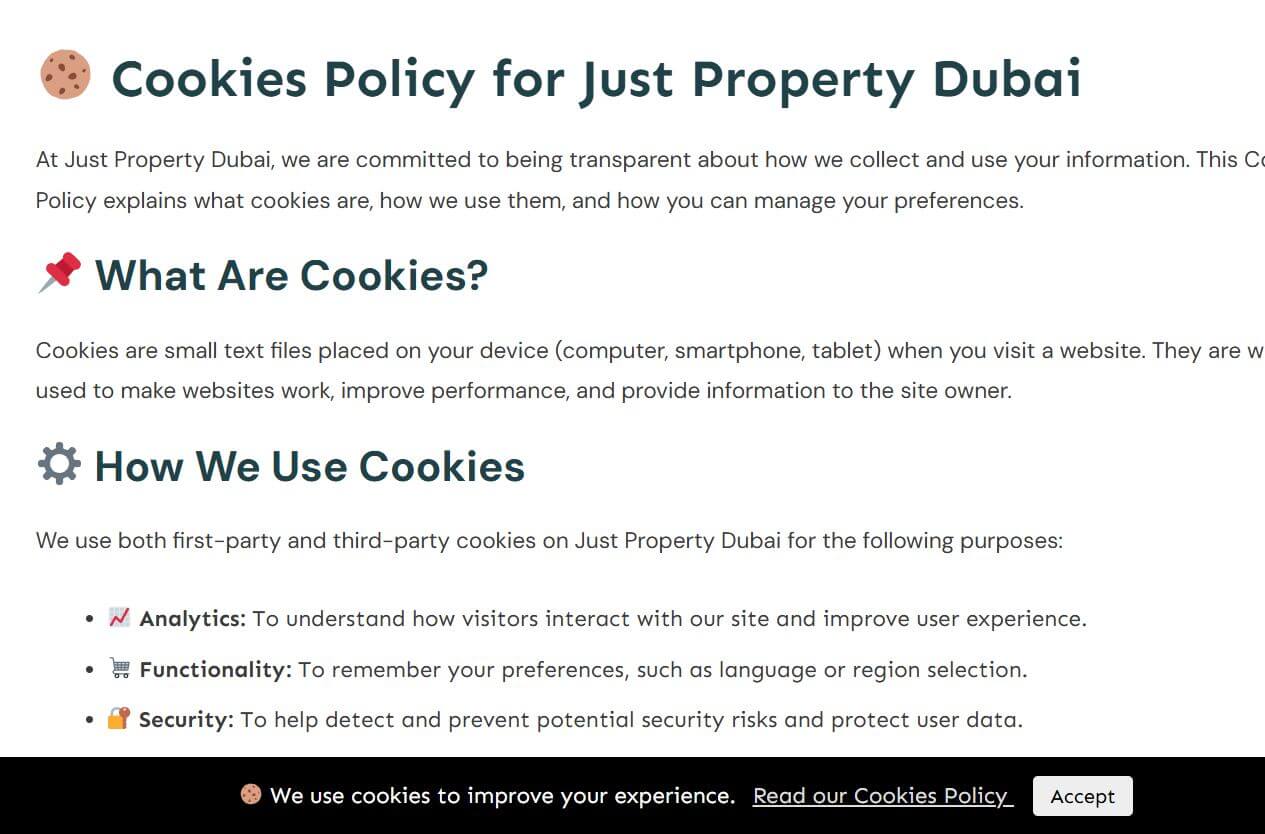 Cookies Policy for Just Property Dubai
At Just Property Dubai, we are committed to being transparent about how we collect and use your information. This
Policy explains what cookies are, how we use them, and how you can manage your preferences.
What Are Cookies?
Cookies are small text files placed on your device (computer, smartphone, tablet) when you visit a website. They are
used to make websites work, improve performance, and provide information to the site owner.
How We Use Cookies
We use both first-party and third-party cookies on Just Property Dubai for the following purposes:
• Analytics: To understand how visitors interact with our site and improve user experience.
• Functionality: To remember your preferences, such as language or region selection.
• Security: To help detect and prevent potential security risks and protect user data.
We use cookies to improve your experience. Read our Cookies Policy Accept